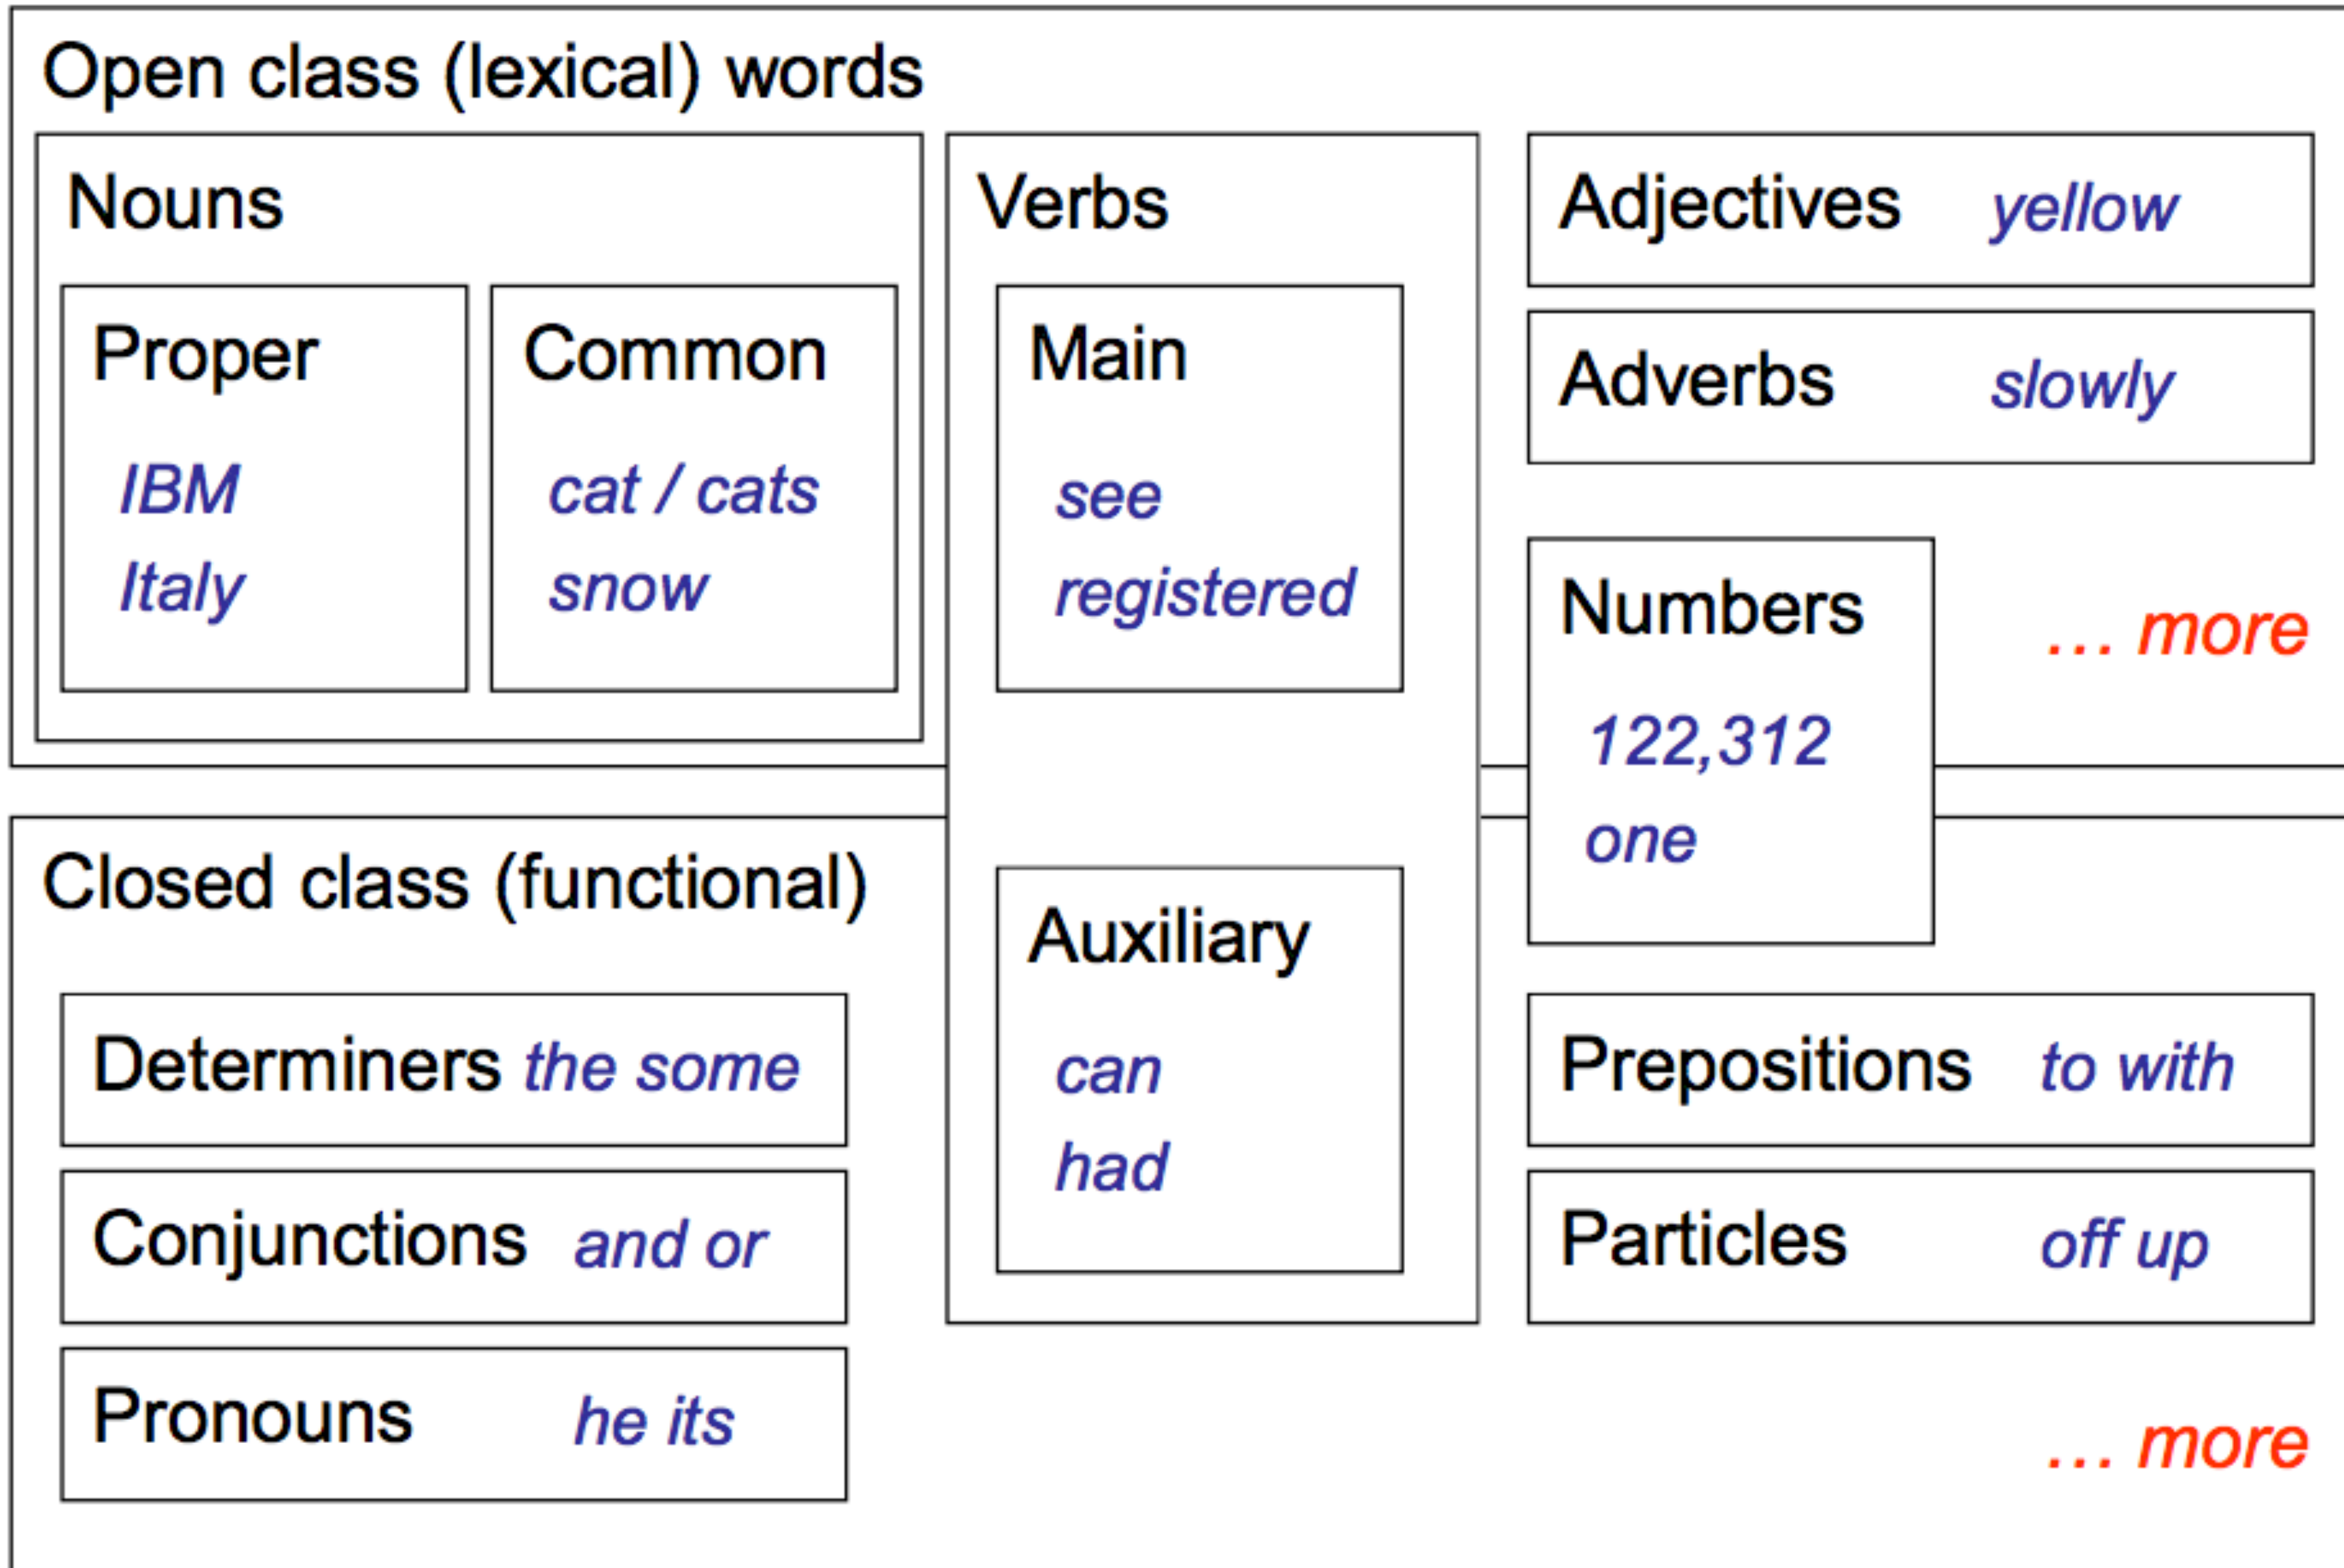 Open class (lexical) words
Nouns
Proper
IBM
Italy
Common
cat / cats
snow
Verbs
Main
see
registered
Adjectives yellow
Adverbs slowly
Numbers
122,312
one
… more
Closed class (functional)
Determiners the some
Conjunctions and or
Pronouns he its
Auxiliary
can
had
Prepositions to with
Particles off up
… more